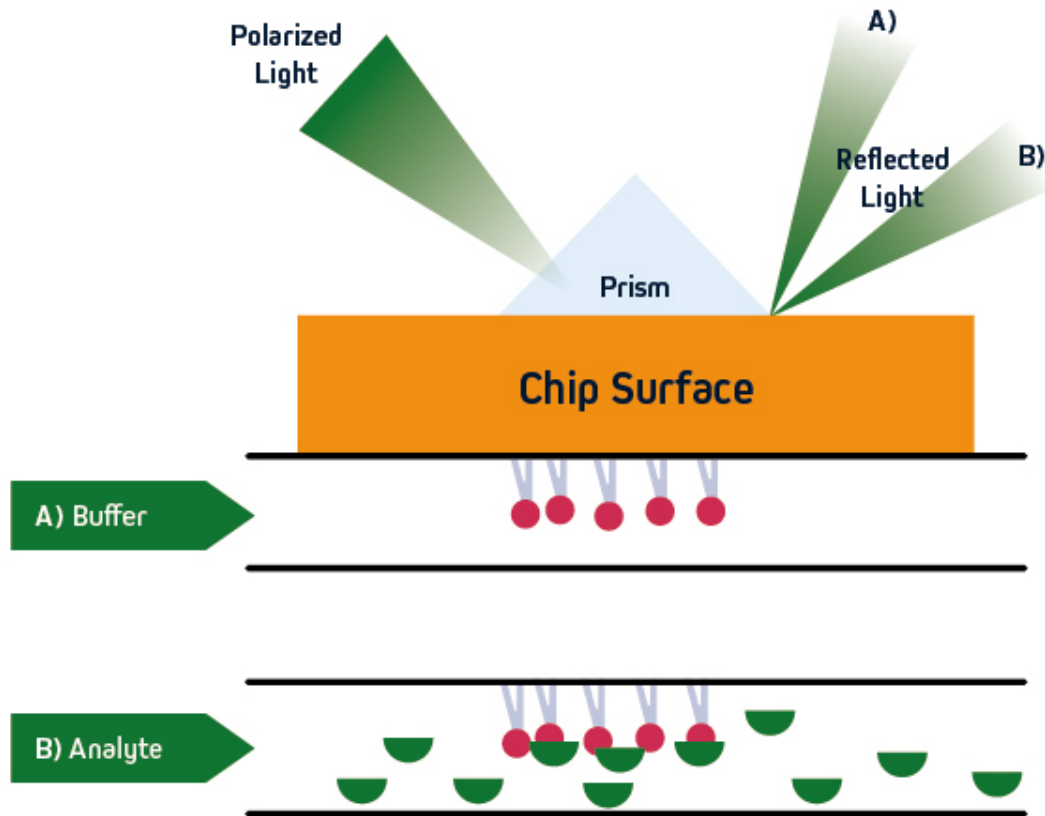 Polarized
Light
A)
Reflected
Light
B)
Prism
Chip Surface
A) Buffer
B) Analyte